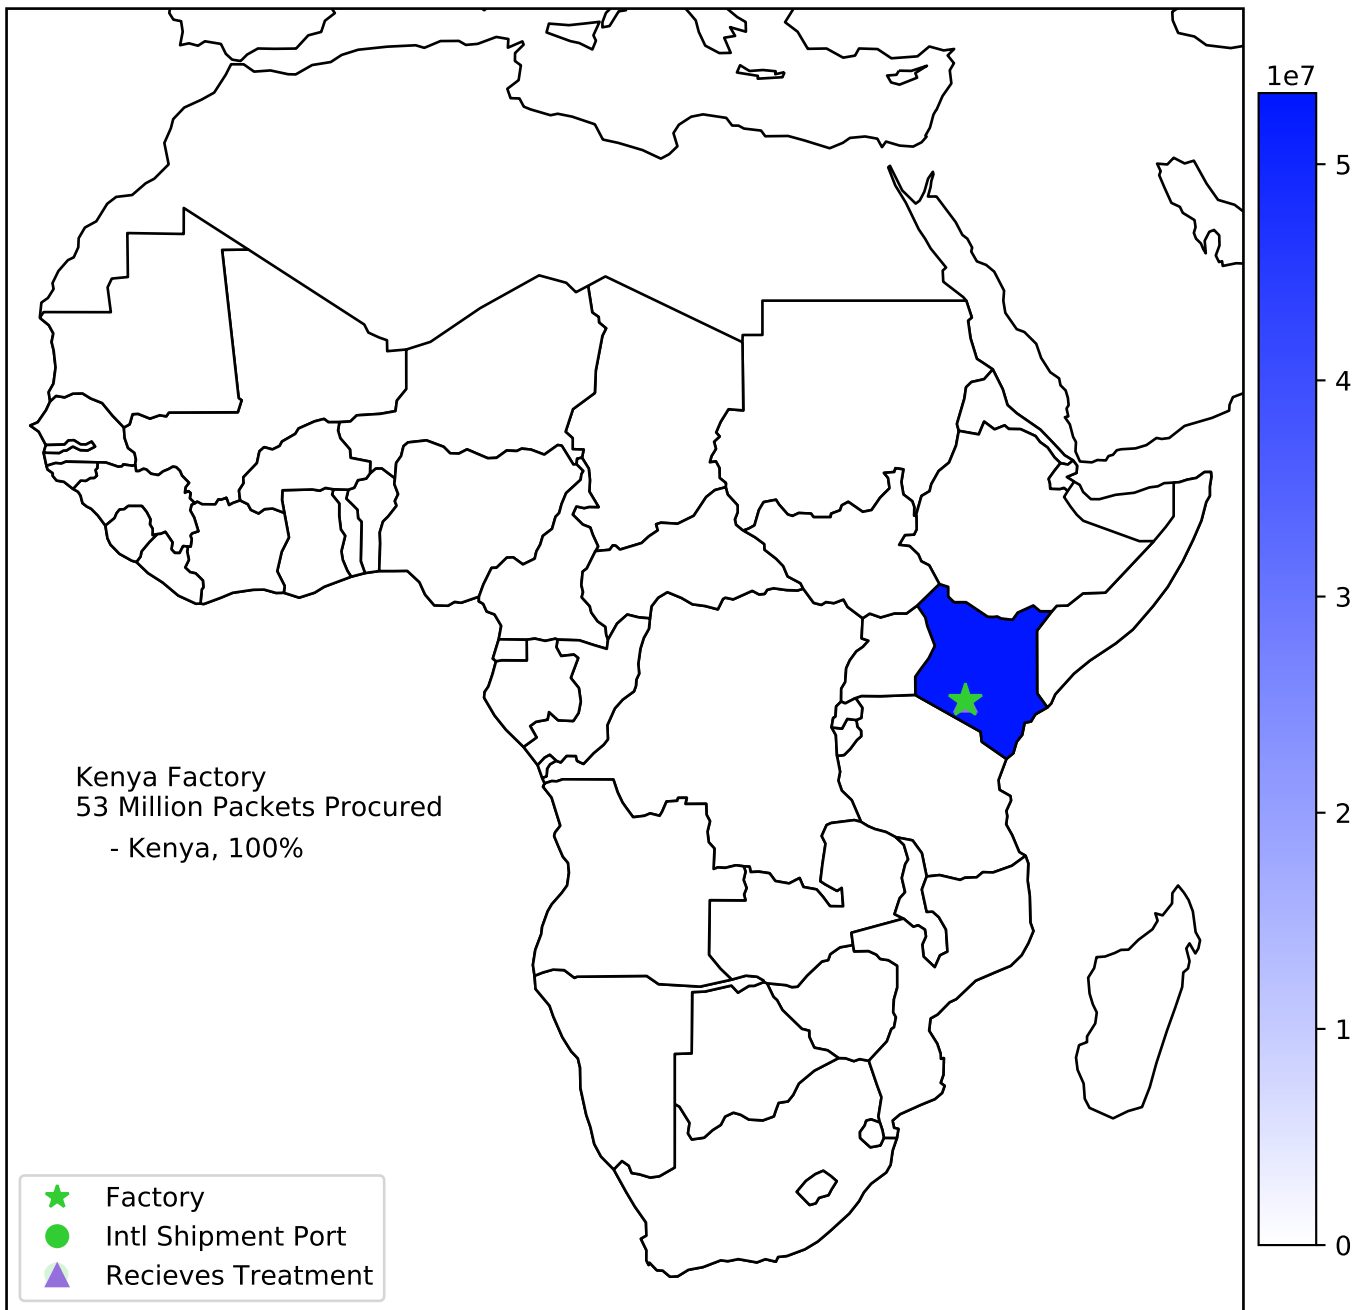 1e7
5
4
3
2
1
0
Kenya Factory
53 Million Packets Procured
- Kenya, 100%
Factory
Intl Shipment Port
Recieves Treatment